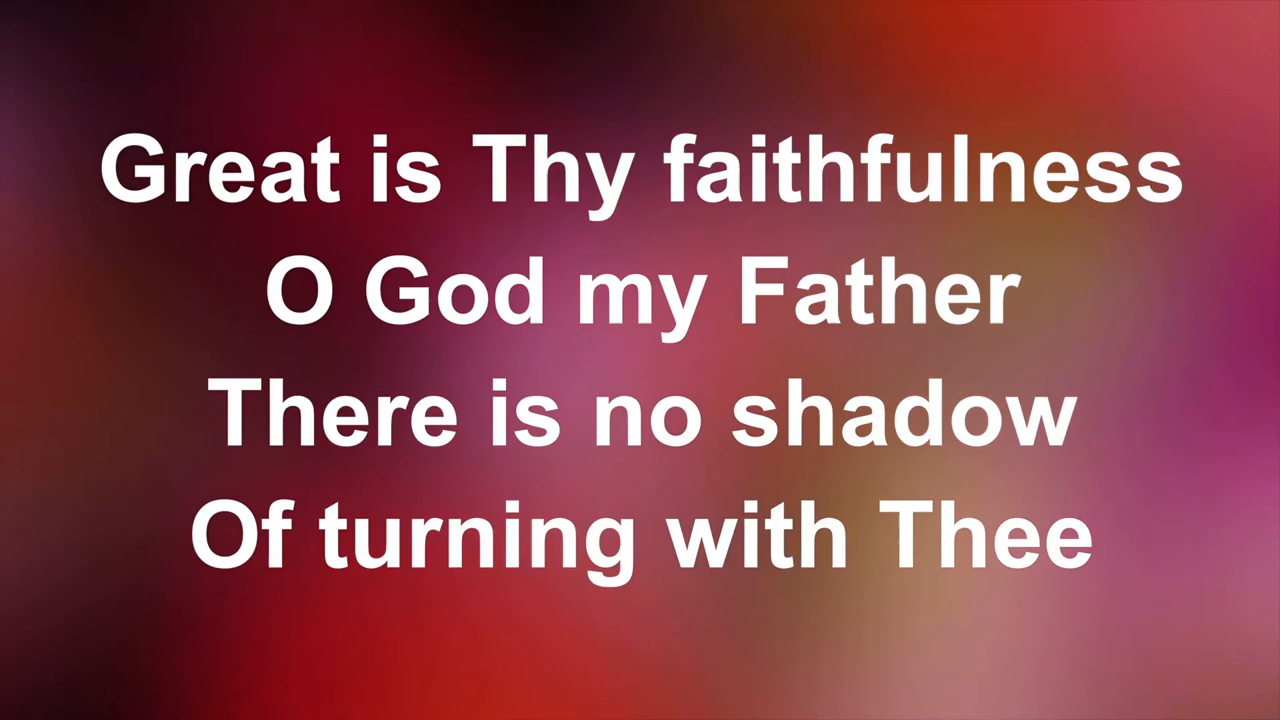 Great is Thy faithfulness
O God my Father
There is no shadow
Of turning with Thee